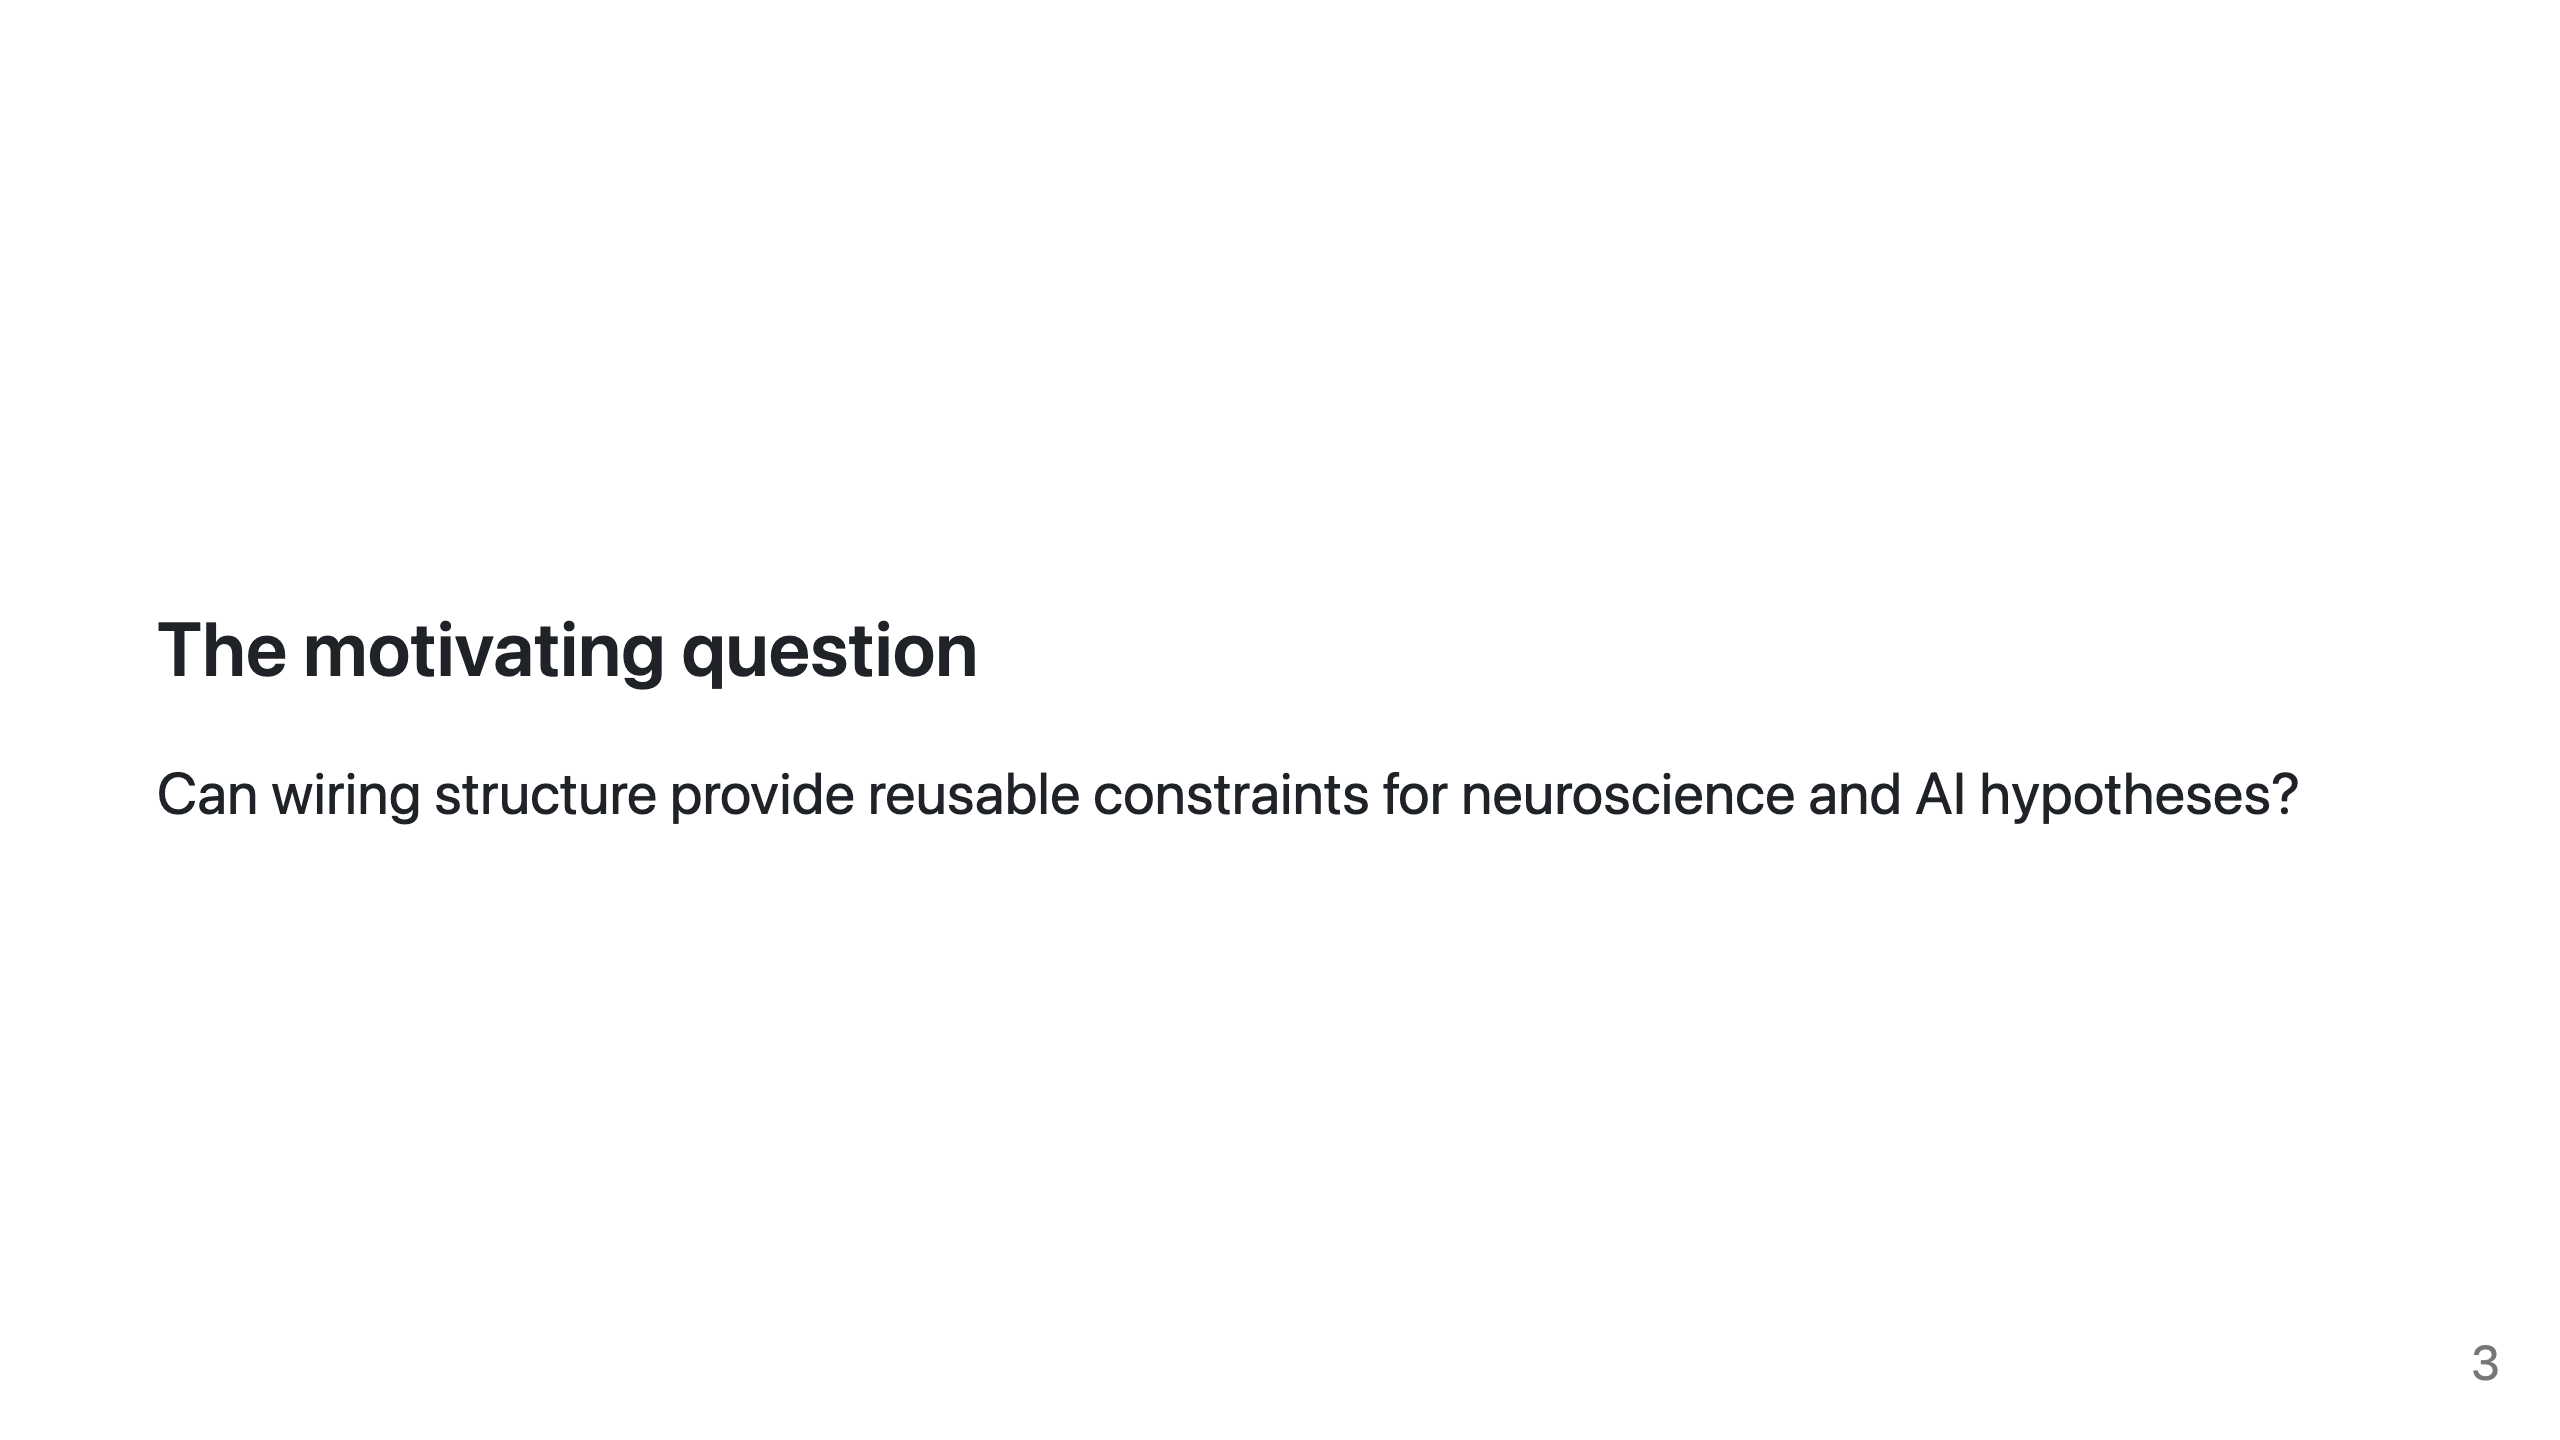 The motivating question
Can wiring structure provide reusable constraints for neuroscience and AI hypotheses?
3